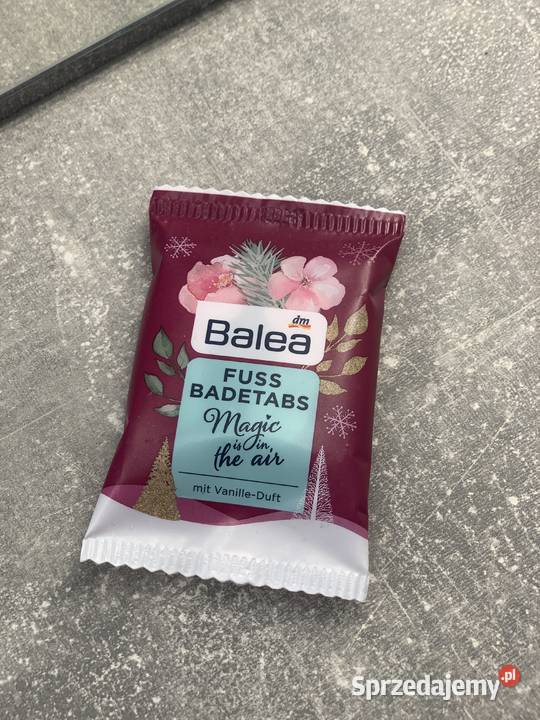 dm
Balea
FUSS
BADETABS
Magic
is in
the air
mit Vanille-Duft
Sprzedajemy.pl